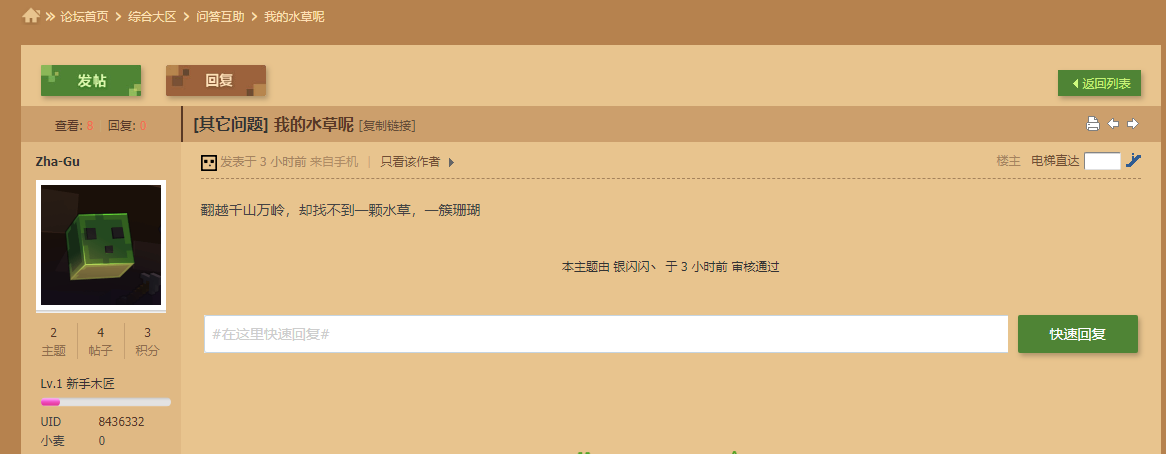 论坛首页 › 综合大区 › 问答互助 › 我的水草呢
发帖 回复
返回列表
查看: 8 | 回复: 0
[其它问题] 我的水草呢 [复制链接]
Zha-Gu
发表于 3 小时前 来自手机 | 只看该作者
楼主 电梯直达
翻越千山万岭，却找不到一颗水草，一簇珊瑚
本主题由 银闪闪丶 于 3 小时前 审核通过
#在这里快速回复#
快速回复
2 4 3
主题 帖子 积分
Lv.1 新手木匠
UID 8436332
小麦 0